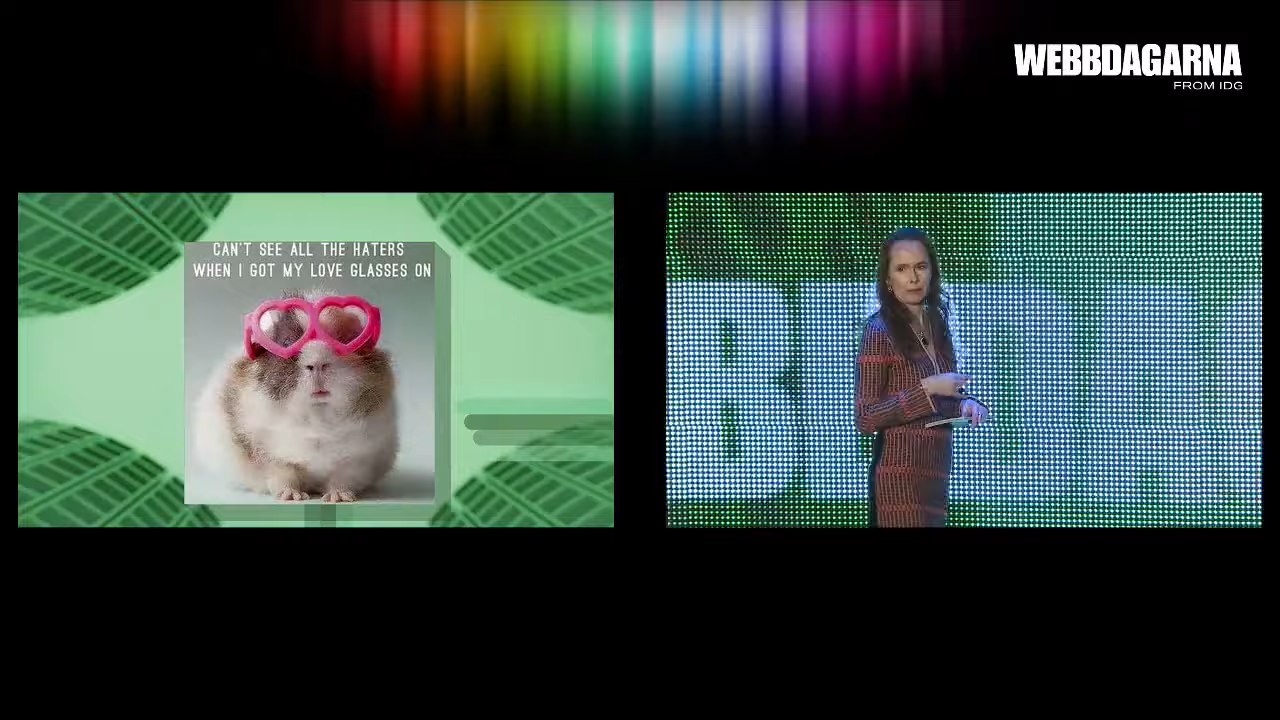 WEBBDAGARNA
FROM IDG
CAN'T SEE ALL THE HATERS
WHEN I GOT MY LOVE GLASSES ON